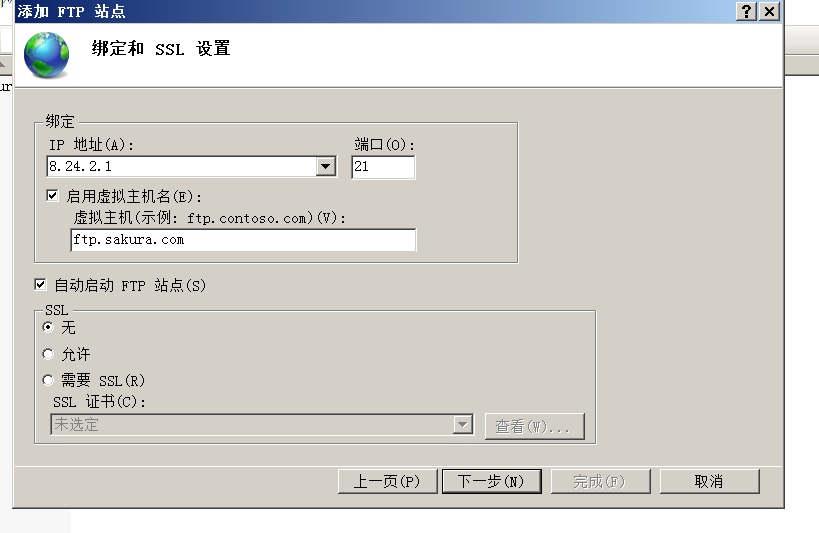 添加 FTP 站点
绑定和 SSL 设置
绑定
IP 地址(A): 端口(O):
8.24.2.1 21
启用虚拟主机名(E):
虚拟主机(示例: ftp.contoso.com)(V):
ftp.sakura.com
自动启动 FTP 站点(S)
SSL
无
允许
需要 SSL(R)
SSL 证书(C):
未选定 查看(W)...
上一页(P) 下一步(N) 完成(F) 取消